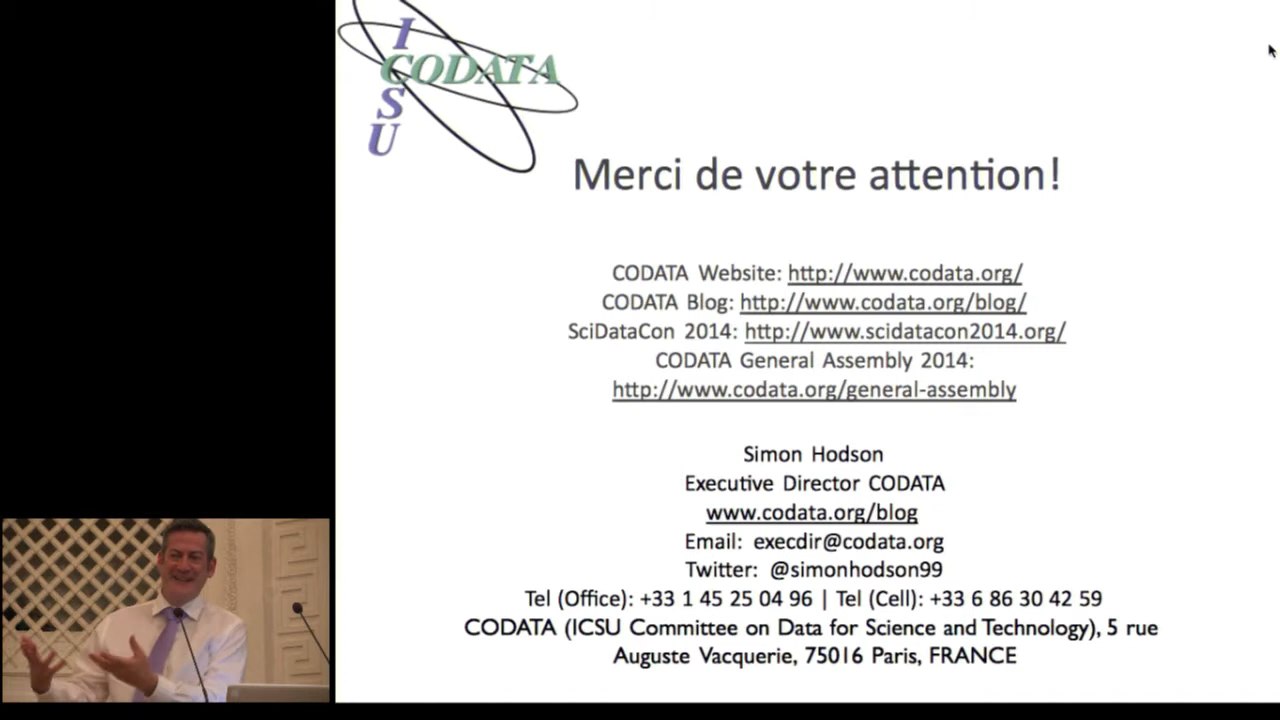 I
CODATA
S
U
Merci de votre attention!
CODATA Website: http://www.codata.org/
CODATA Blog: http://www.codata.org/blog/
SciDataCon 2014: http://www.scidatacon2014.org/
CODATA General Assembly 2014:
http://www.codata.org/general-assembly
Simon Hodson
Executive Director CODATA
www.codata.org/blog
Email: execdir@codata.org
Twitter: @simonhodson99
Tel (Office): +33 1 45 25 04 96 | Tel (Cell): +33 6 86 30 42 59
CODATA (ICSU Committee on Data for Science and Technology), 5 rue
Auguste Vacquerie, 75016 Paris, FRANCE